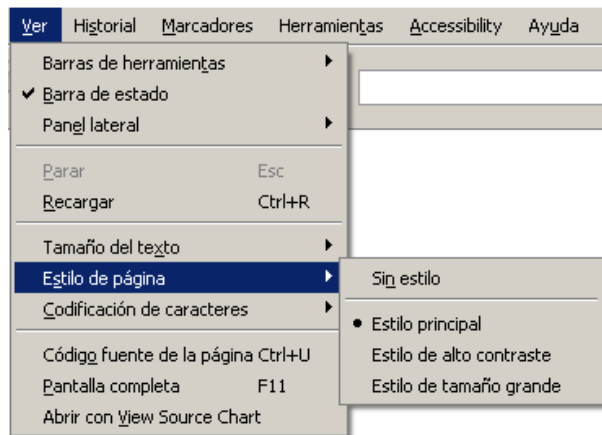 Ver Historial Marcadores Herramientas Accessibility Ayuda
Barras de herramientas
Barra de estado
Panel lateral
Parar Esc
Recargar Ctrl+R
Tamaño del texto
Estilo de página
Codificación de caracteres
Código fuente de la página Ctrl+U
Pantalla completa F11
Abrir con View Source Chart
Sin estilo
Estilo principal
Estilo de alto contraste
Estilo de tamaño grande